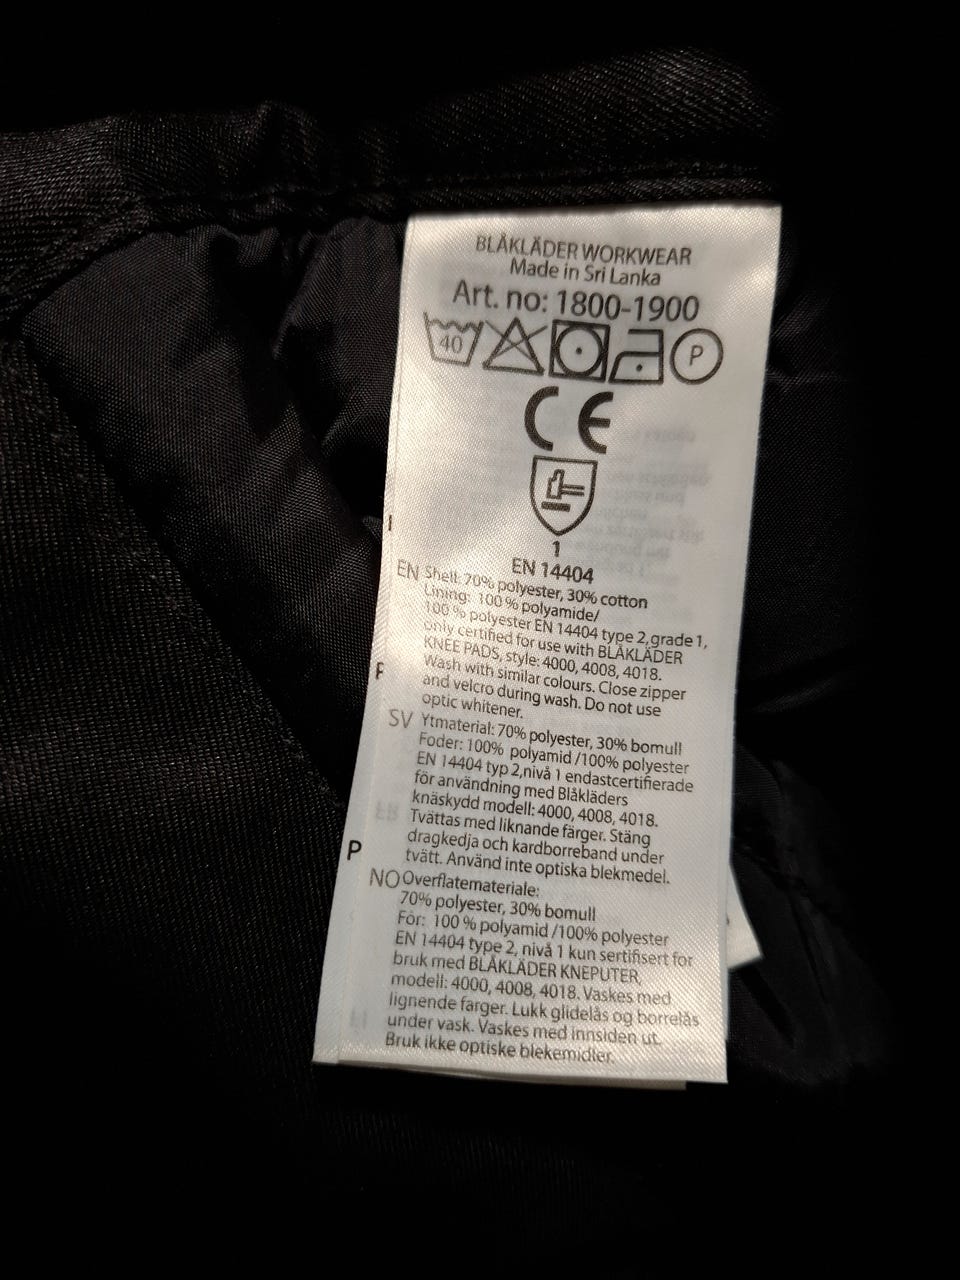 BLÅKLÄDER WORKWEAR
Made in Sri Lanka
Art. no: 1800-1900
40 P
CE
1
EN 14404
EN Shell: 70% polyester, 30% cotton
Lining: 100 % polyamide/
100 % polyester EN 14404 type 2, grade 1,
only certified for use with BLÅKLÄDER
KNEE PADS, style: 4000, 4008, 4018.
Wash with similar colours. Close zipper
and velcro during wash. Do not use
optic whitener.
SV Ytmaterial: 70% polyester, 30% bomull
Foder: 100% polyamid /100% polyester
EN 14404 typ 2,nivå 1 endastcertifierade
för användning med Blåkläders
knäskydd modell: 4000, 4008, 4018.
Tvättas med liknande färger. Stäng
dragkedja och kardborreband under
tvätt. Använd inte optiska blekmedel.
NO Overflatemateriale:
70% polyester, 30% bomull
Fôr: 100 % polyamid /100% polyester
EN 14404 type 2, nivå 1 kun sertifisert for
bruk med BLÅKLÄDER KNEPUTER,
modell: 4000, 4008, 4018. Vaskes med
lignende farger. Lukk glidelås og borrelås
under vask. Vaskes med innsiden ut.
Bruk ikke optiske blekemidler.
P